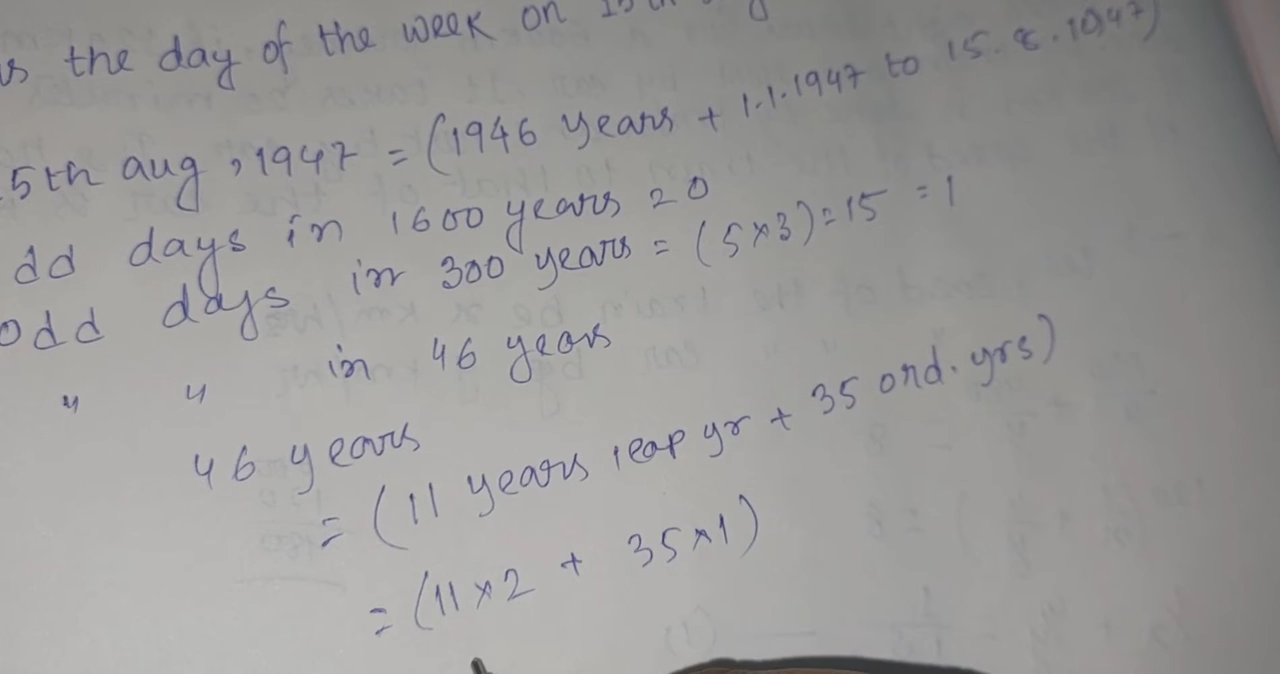 the day of the week on
5th aug, 1947 = (1946 years + 1.1.1947 to 15.8.1947)
dd days in 1600 years = 0
odd days in 300 years = (5×3) = 15 = 1
" " in 46 years
46 years
= (11 years leap yr + 35 ord. yrs)
= (11×2 + 35×1)